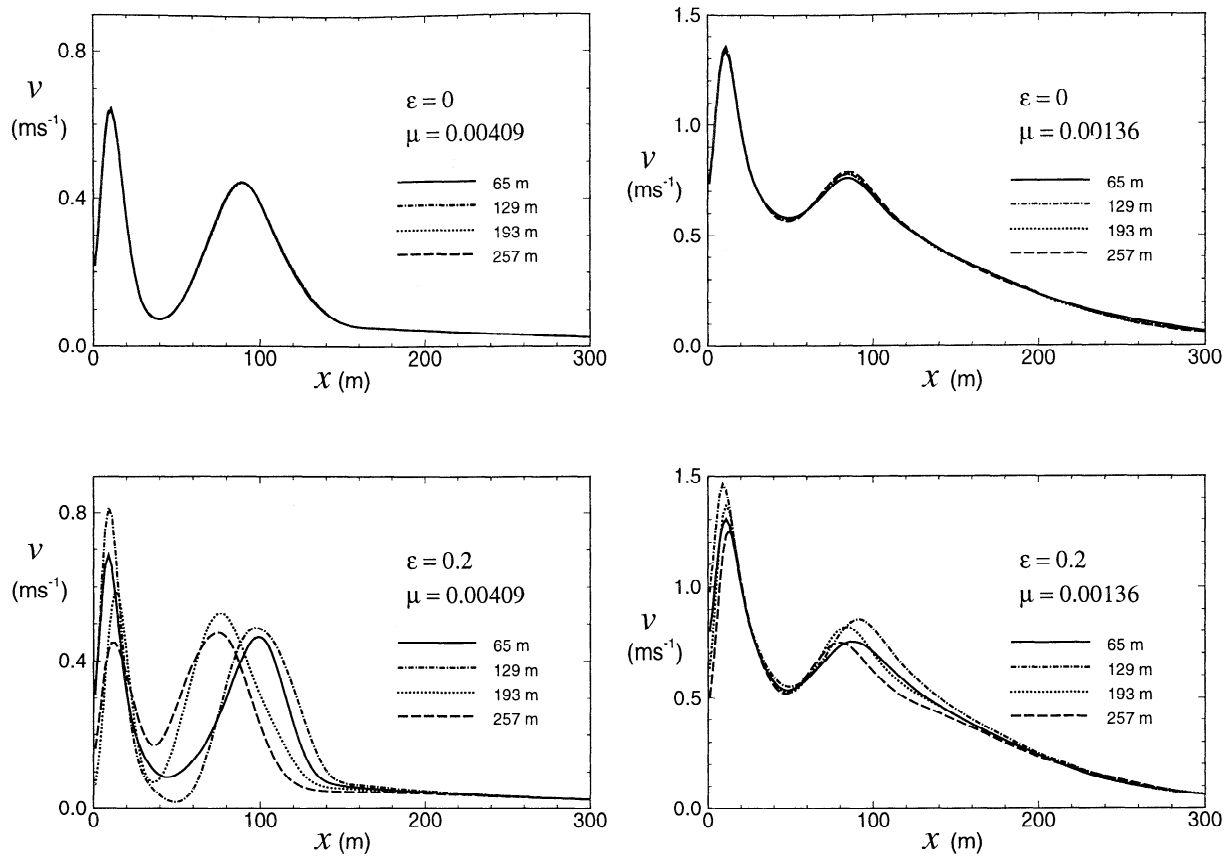 0.8
v
(ms⁻¹)
0.4
0.0
ε = 0
μ = 0.00409
65 m
129 m
193 m
257 m
0 100 200 300
x (m)
1.5
1.0
v
(ms⁻¹)
0.5
0.0
ε = 0
μ = 0.00136
65 m
129 m
193 m
257 m
0 100 200 300
x (m)
0.8
v
(ms⁻¹)
0.4
0.0
ε = 0.2
μ = 0.00409
65 m
129 m
193 m
257 m
0 100 200 300
x (m)
1.5
1.0
v
(ms⁻¹)
0.5
0.0
ε = 0.2
μ = 0.00136
65 m
129 m
193 m
257 m
0 100 200 300
x (m)